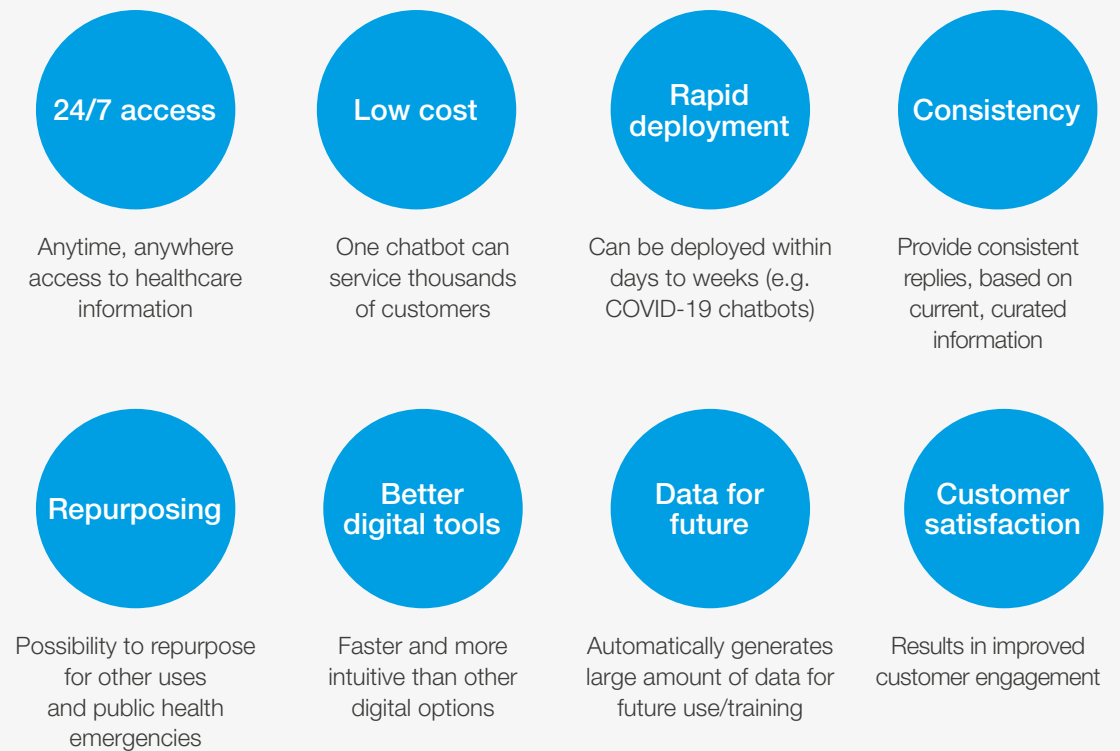 24/7 access
Low cost
Rapid
deployment
Consistency
Anytime, anywhere
access to healthcare
information
One chatbot can
service thousands
of customers
Can be deployed within
days to weeks (e.g.
COVID-19 chatbots)
Provide consistent
replies, based on
current, curated
information
Repurposing
Better
digital tools
Data for
future
Customer
satisfaction
Possibility to repurpose
for other uses
and public health
emergencies
Faster and more
intuitive than other
digital options
Automatically generates
large amount of data for
future use/training
Results in improved
customer engagement